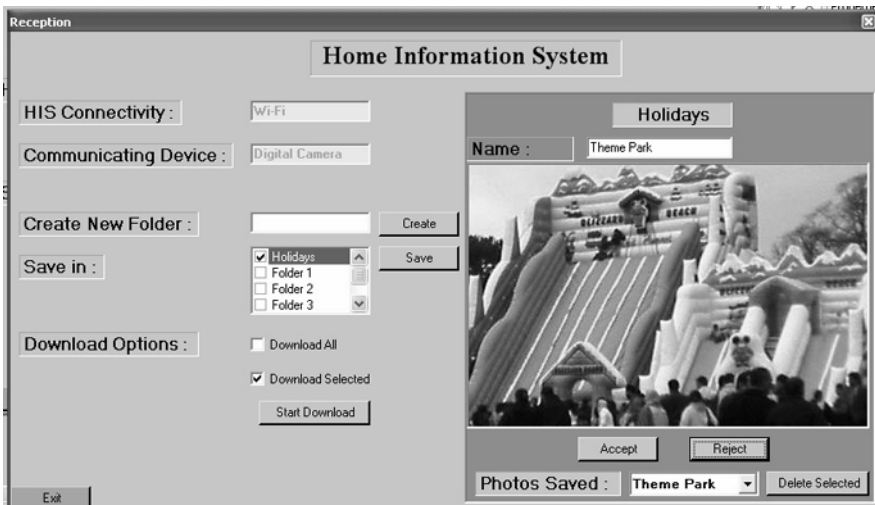 Reception
Home Information System
HIS Connectivity :
Wi-Fi
Communicating Device :
Digital Camera
Create New Folder :
Create
Save in :
Holidays
Folder 1
Folder 2
Folder 3
Save
Download Options :
Download All
Download Selected
Start Download
Exit
Holidays
Name :
Theme Park
BLIZZARD BEACH
Accept
Reject
Photos Saved :
Theme Park
Delete Selected